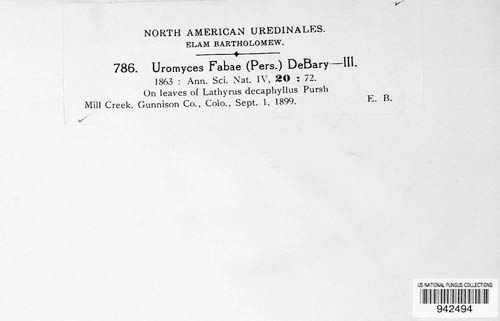 NORTH AMERICAN UREDINALES.
ELAM BARTHOLOMEW.
786. Uromyces Fabae (Pers.) DeBary—III.
1863 : Ann. Sci. Nat. IV, 20 : 72.
On leaves of Lathyrus decaphyllus Pursh
Mill Creek, Gunnison Co., Colo., Sept. 1, 1899. E. B.
US NATIONAL FUNGUS COLLECTIONS
942494